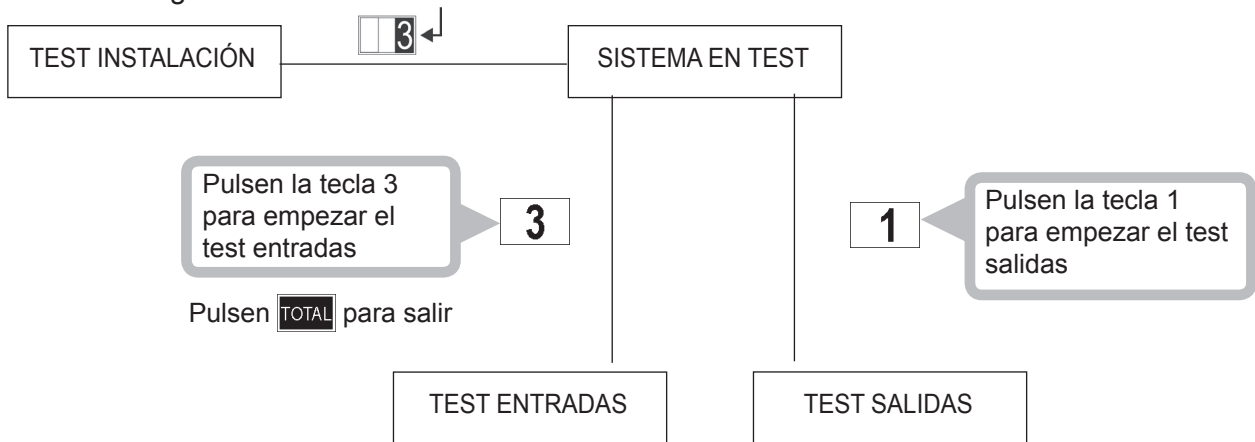 3
TEST INSTALACIÓN
SISTEMA EN TEST
Pulsen la tecla 3
para empezar el
test entradas
3
1
Pulsen la tecla 1
para empezar el test
salidas
Pulsen TOTAL para salir
TEST ENTRADAS
TEST SALIDAS